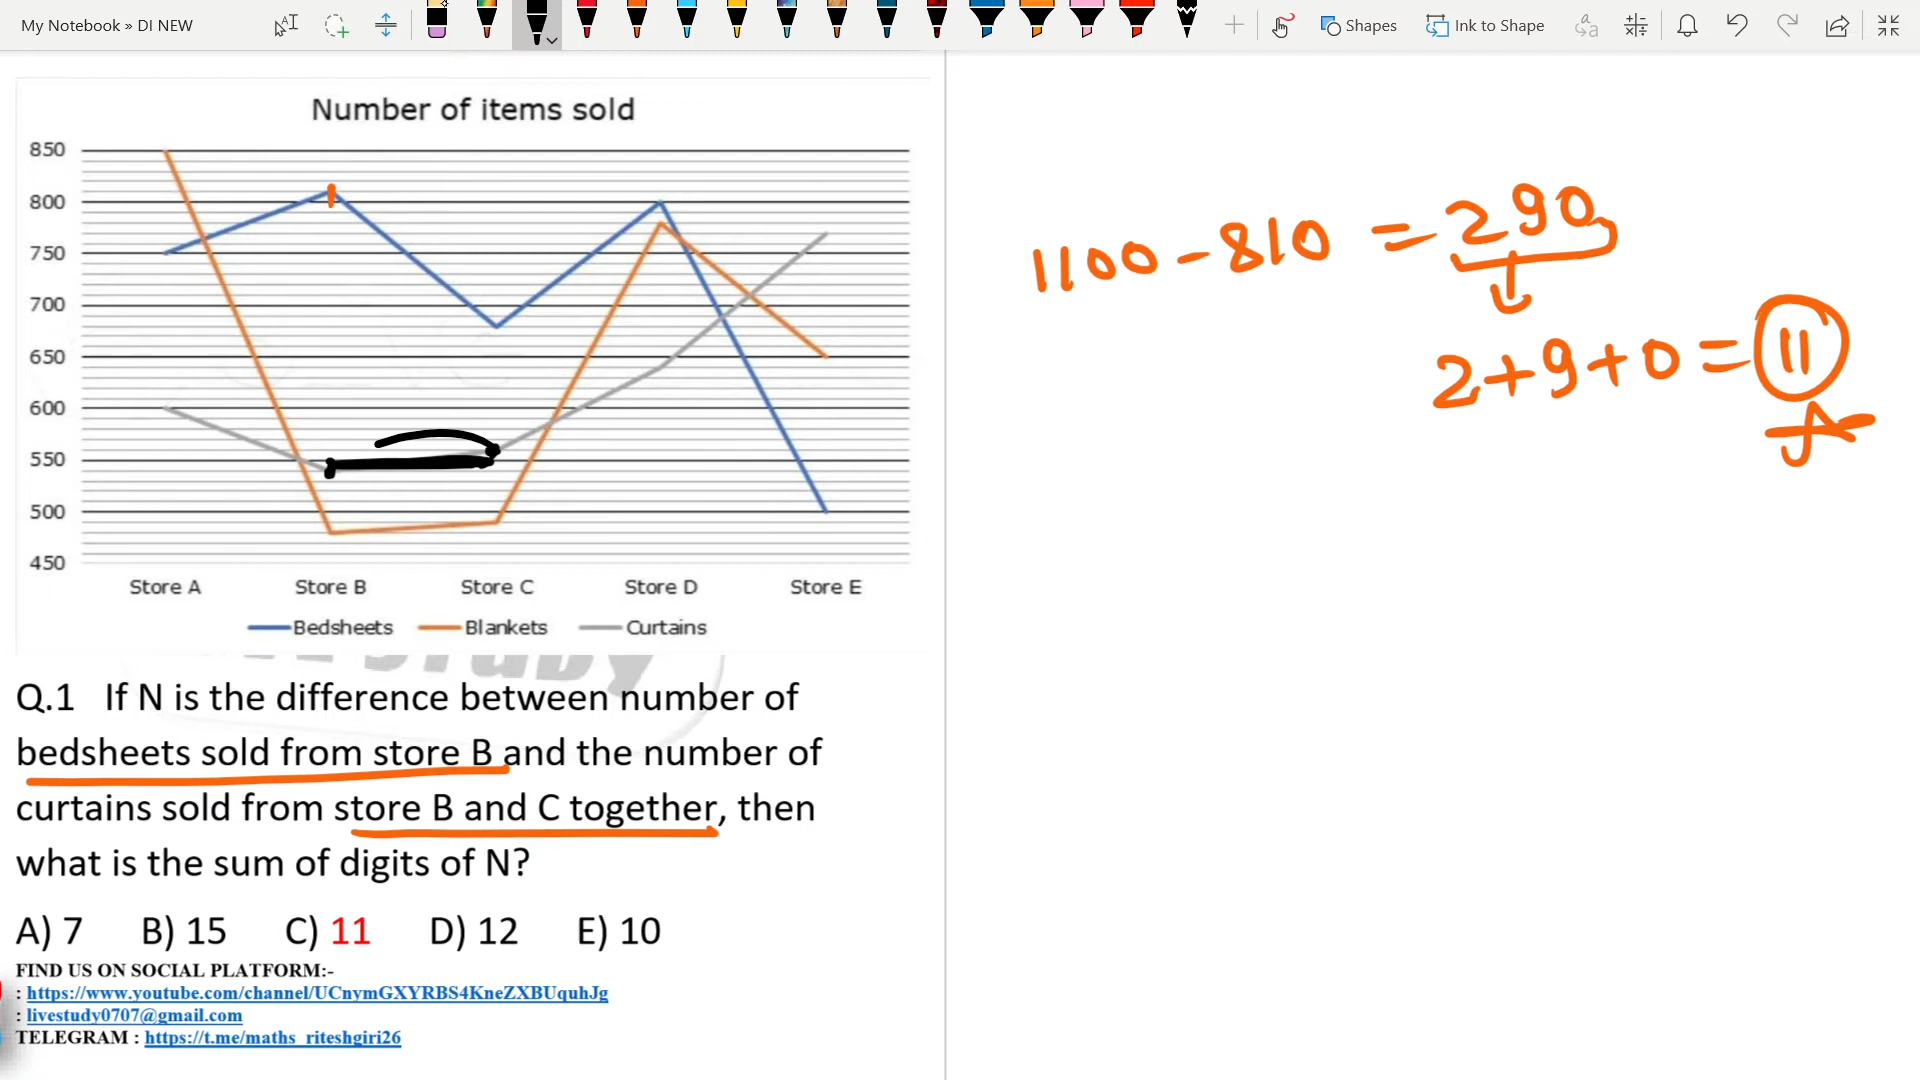 My Notebook » DI NEW
Shapes
Ink to Shape
Number of items sold
850
800
750
700
650
600
550
500
450
Store A Store B Store C Store D Store E
Bedsheets Blankets Curtains
1100 - 810 = 290
2+9+0 = 11
Q.1 If N is the difference between number of
bedsheets sold from store B and the number of
curtains sold from store B and C together, then
what is the sum of digits of N?
A) 7 B) 15 C) 11 D) 12 E) 10
FIND US ON SOCIAL PLATFORM:-
: https://www.youtube.com/channel/UCnymGXYRBS4KneZXBUquhJg
: livestudy0707@gmail.com
TELEGRAM : https://t.me/maths_riteshgiri26